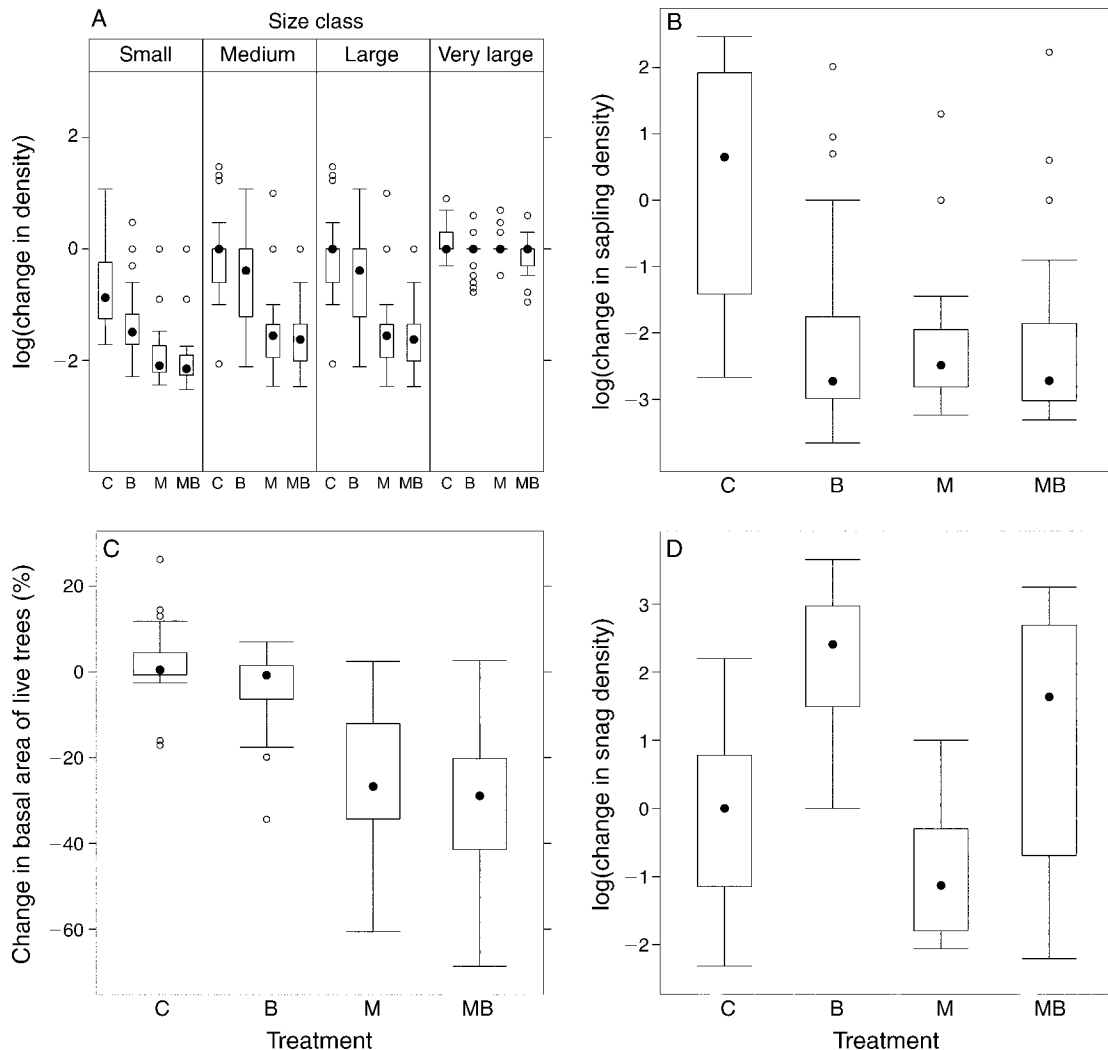 A
Size class
Small Medium Large Very large
log(change in density)
2
0
−2
C B M MB C B M MB C B M MB C B M MB
B
log(change in sapling density)
2
1
0
−1
−2
−3
C B M MB
C
Change in basal area of live trees (%)
20
0
−20
−40
−60
C B M MB
Treatment
D
log(change in snag density)
3
2
1
0
−1
−2
C B M MB
Treatment